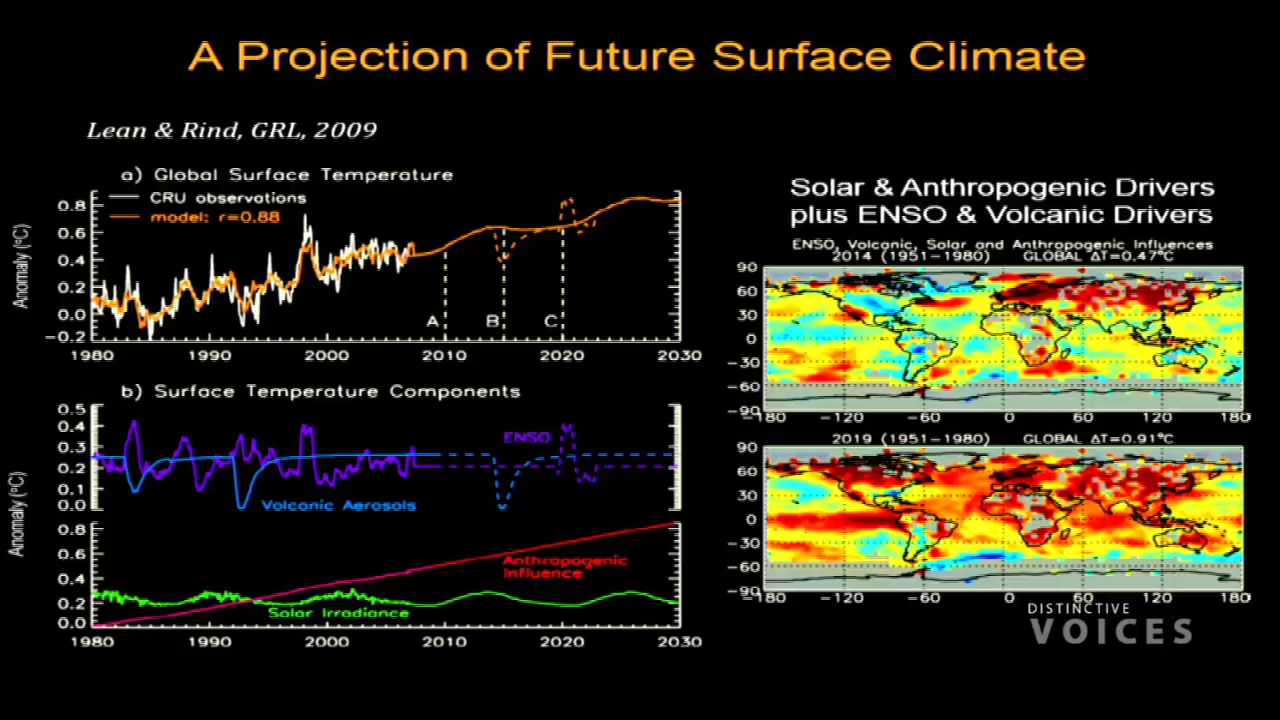 A Projection of Future Surface Climate
Lean & Rind, GRL, 2009
a) Global Surface Temperature
CRU observations
model: r=0.88
Anomaly (°C)
0.8
0.6
0.4
0.2
0.0
−0.2
A
B
C
1980 1990 2000 2010 2020 2030
b) Surface Temperature Components
Anomaly (°C)
0.5
0.4
0.3
0.2
0.1
0.0
ENSO
Volcanic Aerosols
0.8
0.6
0.4
0.2
0.0
Anthropogenic
Influence
Solar Irradiance
1980 1990 2000 2010 2020 2030
Solar & Anthropogenic Drivers
plus ENSO & Volcanic Drivers
ENSO, Volcanic, Solar and Anthropogenic Influences
2014 (1951−1980) GLOBAL ΔT=0.47°C
90
60
30
0
−30
−60
−90
−180 −120 −60 0 60 120 180
2019 (1951−1980) GLOBAL ΔT=0.91°C
90
60
30
0
−30
−60
−90
−180 −120 −60 0 60 120 180
DISTINCTIVE
VOICES